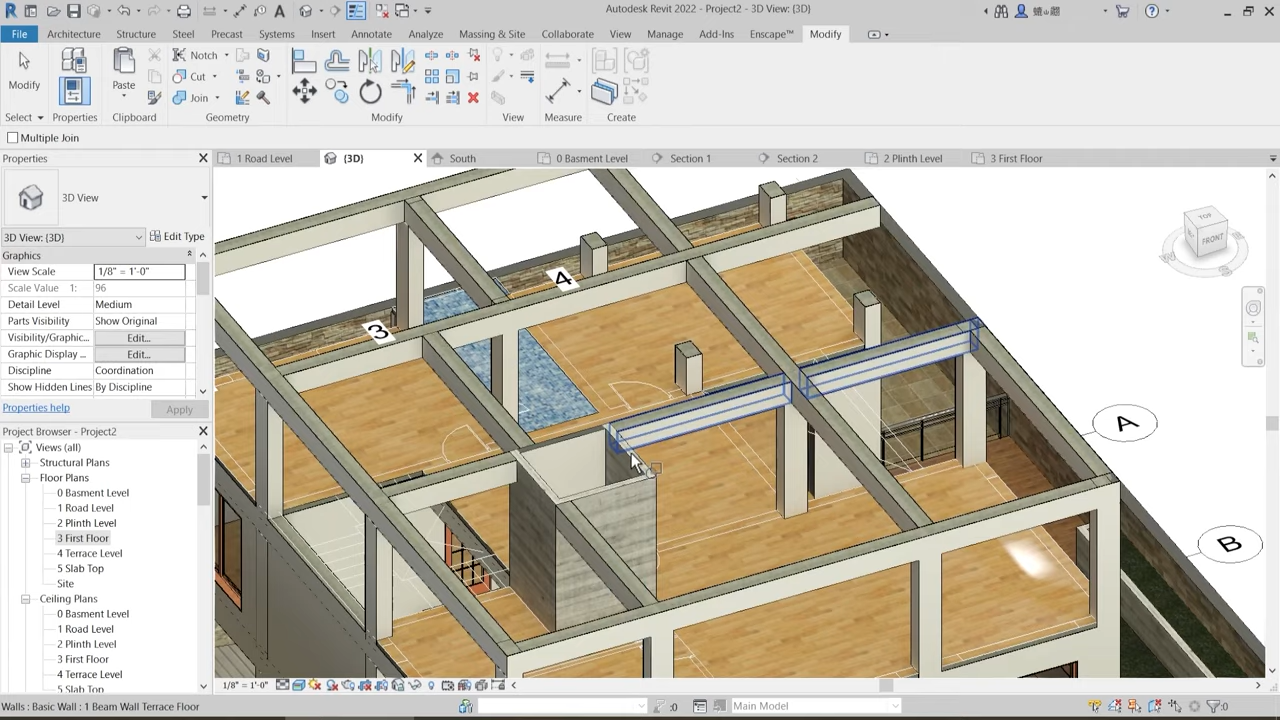 Autodesk Revit 2022 - Project2 - 3D View: {3D}
File Architecture Structure Steel Precast Systems Insert Annotate Analyze Massing & Site Collaborate View Manage Add-Ins Enscape™ Modify
Notch
Cut
Join
Modify
Paste
Select Properties Clipboard Geometry Modify View Measure Create
Multiple Join
Properties
1 Road Level {3D} South 0 Basment Level Section 1 Section 2 2 Plinth Level 3 First Floor
3D View
3D View: {3D} Edit Type
Graphics
View Scale 1/8" = 1'-0"
Scale Value 1: 96
Detail Level Medium
Parts Visibility Show Original
Visibility/Graphic... Edit...
Graphic Display ... Edit...
Discipline Coordination
Show Hidden Lines By Discipline
Properties help Apply
Project Browser - Project2
Views (all)
Structural Plans
Floor Plans
0 Basment Level
1 Road Level
2 Plinth Level
3 First Floor
4 Terrace Level
5 Slab Top
Site
Ceiling Plans
0 Basment Level
1 Road Level
2 Plinth Level
3 First Floor
4 Terrace Level
5 Slab Top
TOP
FRONT
4
3
A
B
1/8" = 1'-0"
Walls : Basic Wall : 1 Beam Wall Terrace Floor :0 Main Model :0